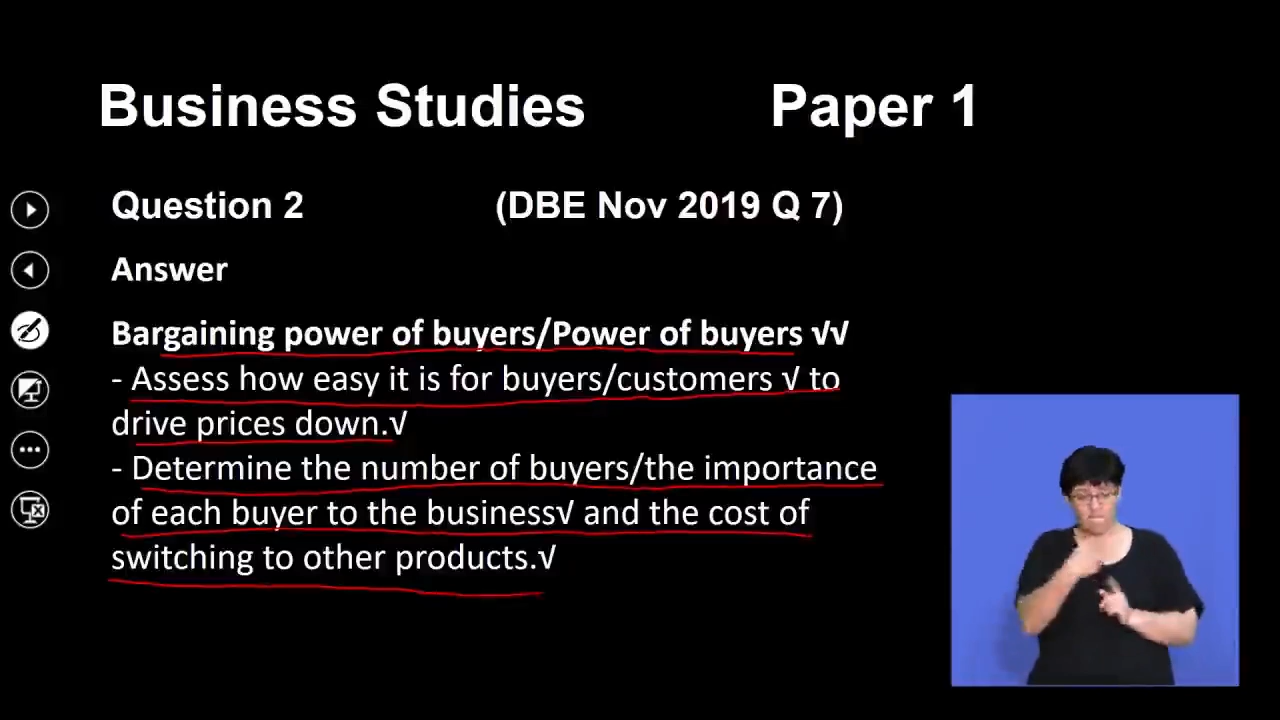 Business Studies Paper 1
Question 2 (DBE Nov 2019 Q 7)
Answer
Bargaining power of buyers/Power of buyers √√
- Assess how easy it is for buyers/customers √ to
drive prices down.√
- Determine the number of buyers/the importance
of each buyer to the business√ and the cost of
switching to other products.√